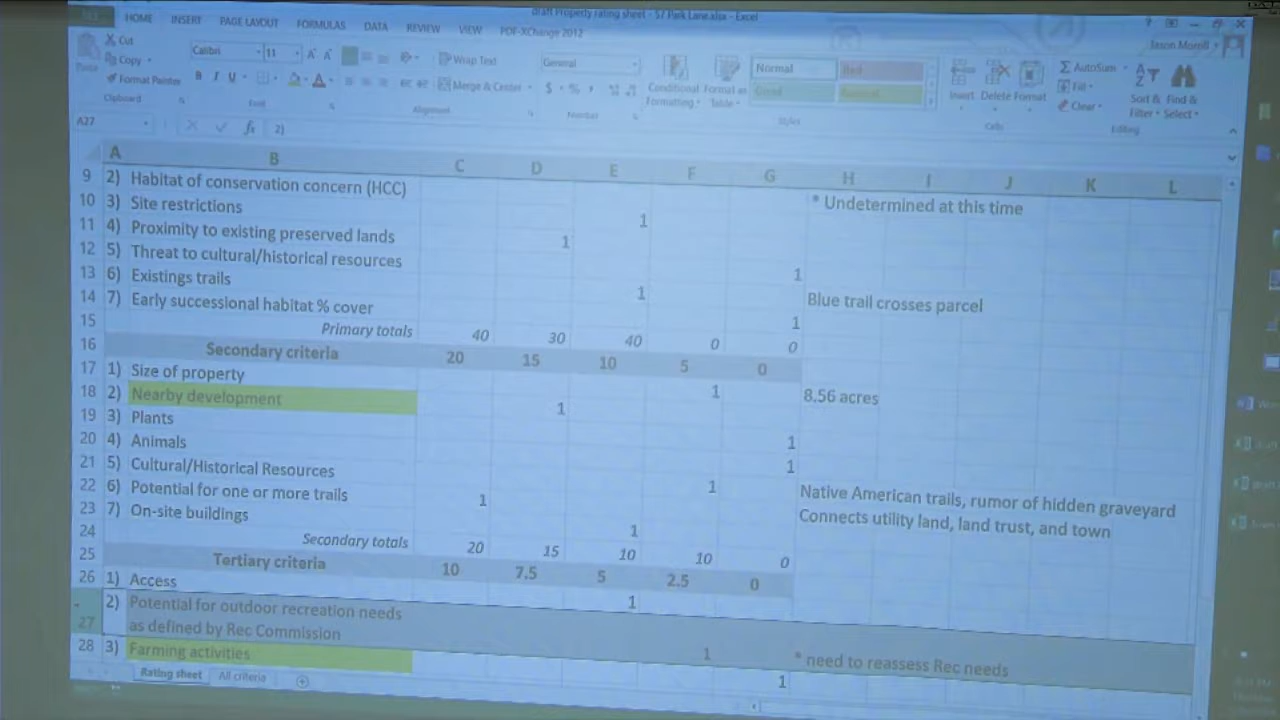 draft Property rating sheet - 57 Park Lane.xlsx - Excel
HOME INSERT PAGE LAYOUT FORMULAS DATA REVIEW VIEW PDF-XChange 2012
Jason Morrill
Cut
Copy
Format Painter
Paste
Clipboard
Calibri 11
B I U
Font
Wrap Text
Merge & Center
Alignment
General
$ % ,
Number
Conditional Formatting
Format as Table
Normal Bad
Good Neutral
Styles
Insert Delete Format
Cells
AutoSum
Fill
Clear
Sort & Filter
Find & Select
Editing
A27 fx 2)
A B C D E F G H I J K L
9 2) Habitat of conservation concern (HCC) * Undetermined at this time
10 3) Site restrictions 1
11 4) Proximity to existing preserved lands 1
12 5) Threat to cultural/historical resources 1
13 6) Existings trails 1 Blue trail crosses parcel
14 7) Early successional habitat % cover 1
15 Primary totals 40 30 40 0 0
16 Secondary criteria 20 15 10 5 0
17 1) Size of property 1 8.56 acres
18 2) Nearby development 1
19 3) Plants 1
20 4) Animals 1
21 5) Cultural/Historical Resources 1 Native American trails, rumor of hidden graveyard
22 6) Potential for one or more trails 1 Connects utility land, land trust, and town
23 7) On-site buildings 1
24 Secondary totals 20 15 10 10 0
25 Tertiary criteria 10 7.5 5 2.5 0
26 1) Access 1
27 2) Potential for outdoor recreation needs
as defined by Rec Commission 1 * need to reassess Rec needs
28 3) Farming activities 1
Rating sheet All criteria